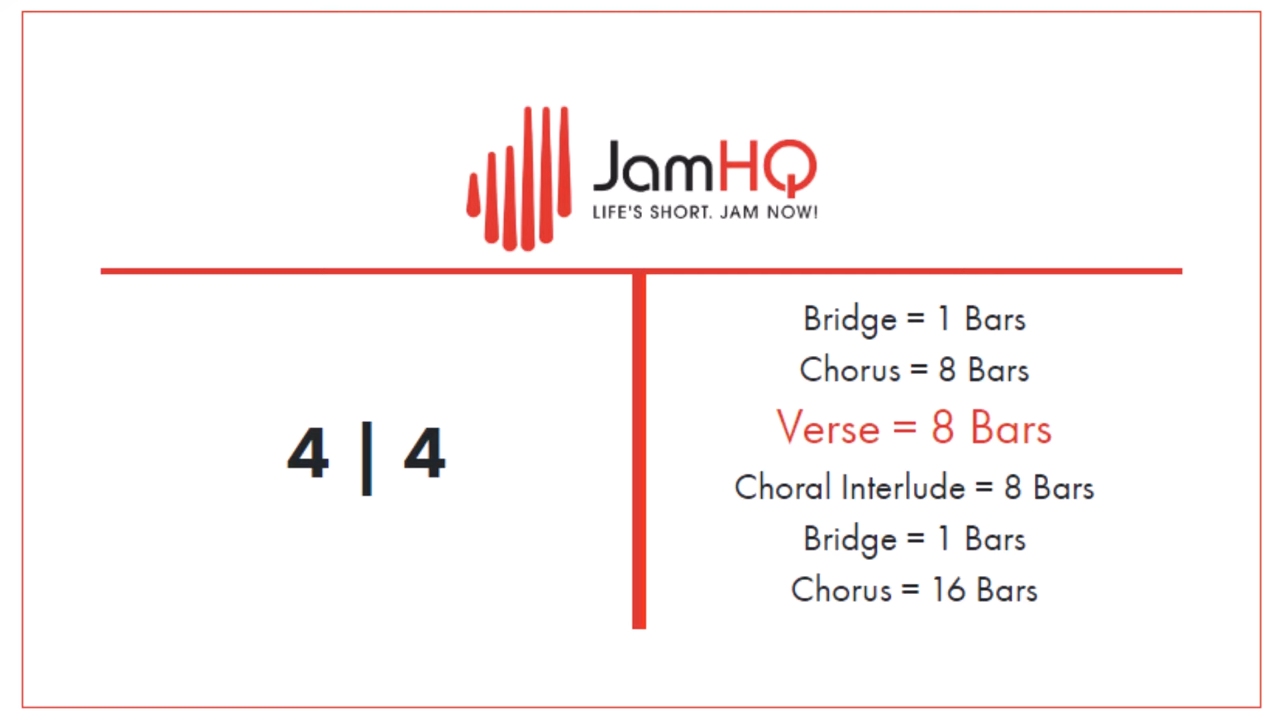 JamHQ
LIFE'S SHORT. JAM NOW!
4 | 4
Bridge = 1 Bars
Chorus = 8 Bars
Verse = 8 Bars
Choral Interlude = 8 Bars
Bridge = 1 Bars
Chorus = 16 Bars